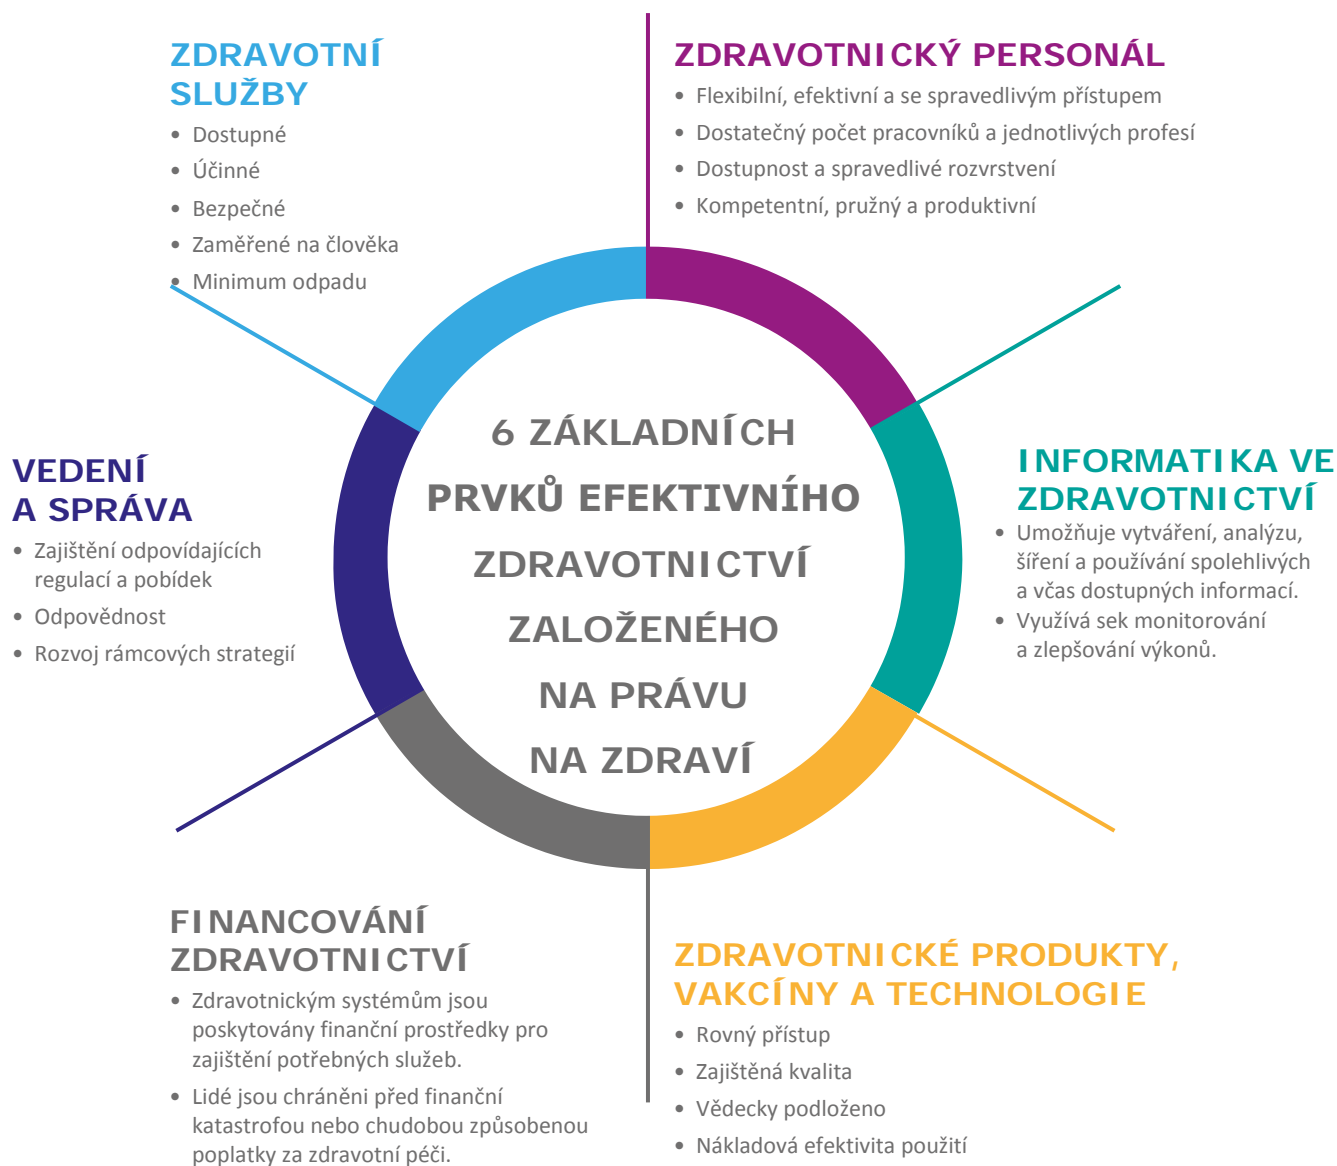 ZDRAVOTNÍ
SLUŽBY
• Dostupné
• Účinné
• Bezpečné
• Zaměřené na člověka
• Minimum odpadu
ZDRAVOTNICKÝ PERSONÁL
• Flexibilní, efektivní a se spravedlivým přístupem
• Dostatečný počet pracovníků a jednotlivých profesí
• Dostupnost a spravedlivé rozvrstvení
• Kompetentní, pružný a produktivní
6 ZÁKLADNÍCH
PRVKŮ EFEKTIVNÍHO
ZDRAVOTNICTVÍ
ZALOŽENÉHO
NA PRÁVU
NA ZDRAVÍ
VEDENÍ
A SPRÁVA
• Zajištění odpovídajících
regulací a pobídek
• Odpovědnost
• Rozvoj rámcových strategií
INFORMATIKA VE
ZDRAVOTNICTVÍ
• Umožňuje vytváření, analýzu,
šíření a používání spolehlivých
a včas dostupných informací.
• Využívá sek monitorování
a zlepšování výkonů.
FINANCOVÁNÍ
ZDRAVOTNICTVÍ
• Zdravotnickým systémům jsou
poskytovány finanční prostředky pro
zajištění potřebných služeb.
• Lidé jsou chráněni před finanční
katastrofou nebo chudobou způsobenou
poplatky za zdravotní péči.
ZDRAVOTNICKÉ PRODUKTY,
VAKCÍNY A TECHNOLOGIE
• Rovný přístup
• Zajištěná kvalita
• Vědecky podloženo
• Nákladová efektivita použití